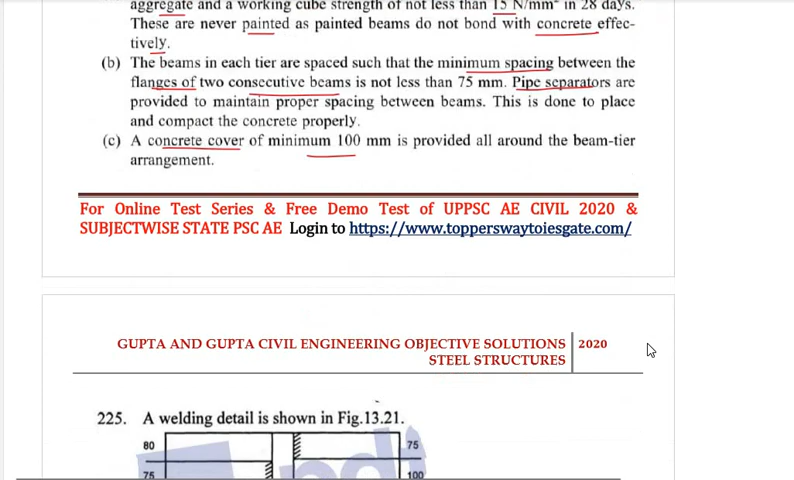 aggregate and a working cube strength of not less than 15 N/mm² in 28 days.
These are never painted as painted beams do not bond with concrete effec-
tively.
(b) The beams in each tier are spaced such that the minimum spacing between the
flanges of two consecutive beams is not less than 75 mm. Pipe separators are
provided to maintain proper spacing between beams. This is done to place
and compact the concrete properly.
(c) A concrete cover of minimum 100 mm is provided all around the beam-tier
arrangement.
For Online Test Series & Free Demo Test of UPPSC AE CIVIL 2020 &
SUBJECTWISE STATE PSC AE Login to https://www.topperswaytoiesgate.com/
GUPTA AND GUPTA CIVIL ENGINEERING OBJECTIVE SOLUTIONS 2020
STEEL STRUCTURES
225. A welding detail is shown in Fig.13.21.
80 75
75 100